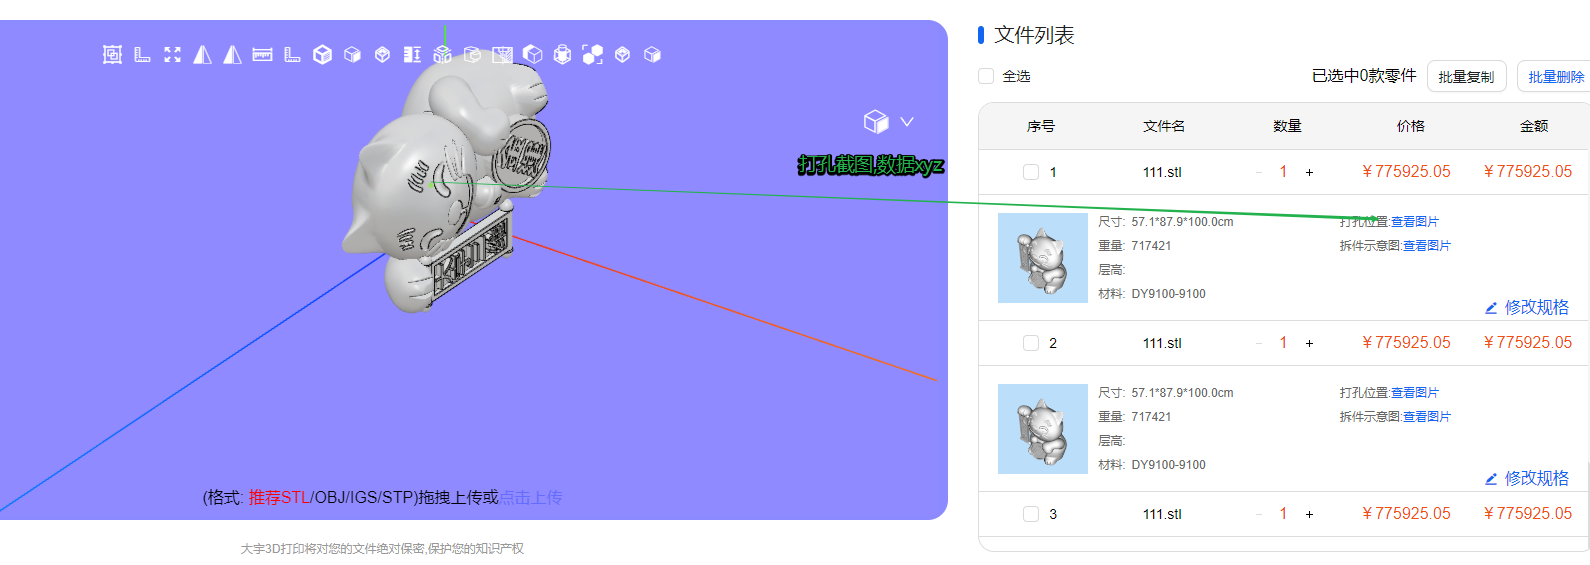 打孔截图,数据xyz
(格式: 推荐STL/OBJ/IGS/STP)拖拽上传或点击上传
大宇3D打印将对您的文件绝对保密,保护您的知识产权
文件列表
全选 已选中0款零件 批量复制 批量删除
序号 文件名 数量 价格 金额
1 111.stl - 1 + ￥775925.05 ￥775925.05
尺寸: 57.1*87.9*100.0cm 打孔位置:查看图片
重量: 717421 拆件示意图:查看图片
层高:
材料: DY9100-9100
修改规格
2 111.stl - 1 + ￥775925.05 ￥775925.05
尺寸: 57.1*87.9*100.0cm 打孔位置:查看图片
重量: 717421 拆件示意图:查看图片
层高:
材料: DY9100-9100
修改规格
3 111.stl - 1 + ￥775925.05 ￥775925.05